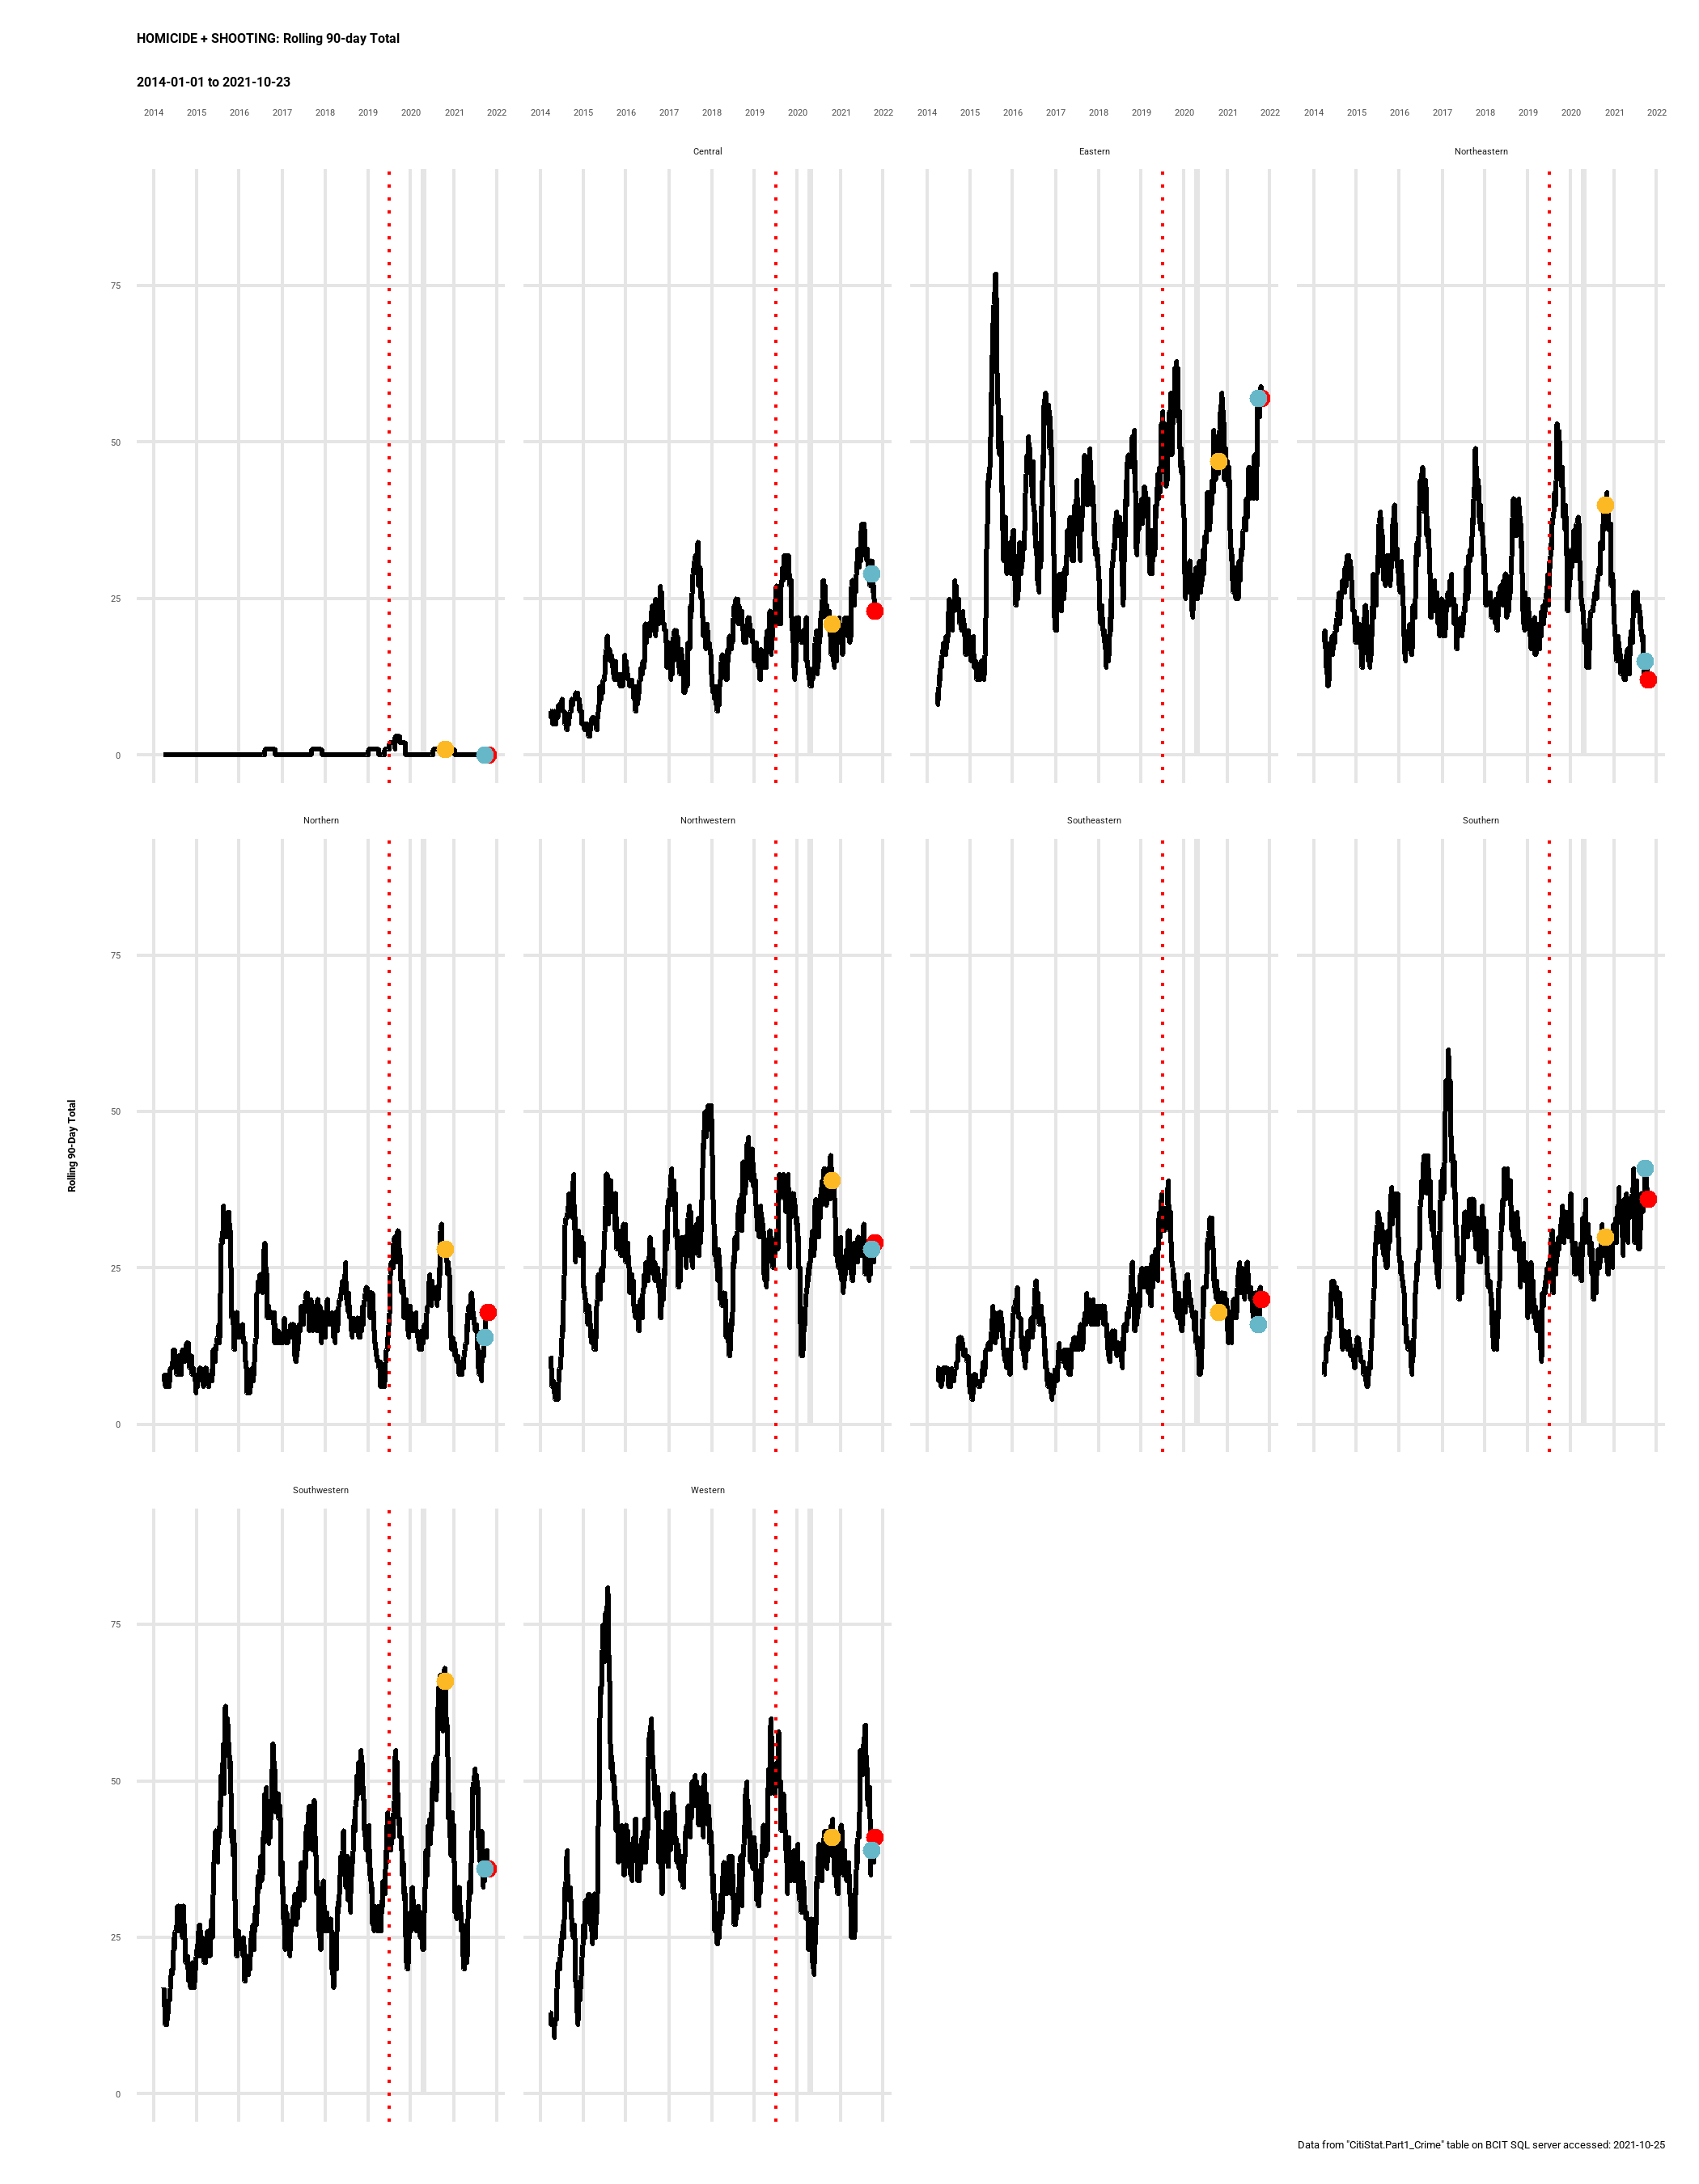 HOMICIDE + SHOOTING: Rolling 90-day Total
2014-01-01 to 2021-10-23
2014 2015 2016 2017 2018 2019 2020 2021 2022 2014 2015 2016 2017 2018 2019 2020 2021 2022 2014 2015 2016 2017 2018 2019 2020 2021 2022 2014 2015 2016 2017 2018 2019 2020 2021 2022
Central Eastern Northeastern
75
50
25
0
Northern Northwestern Southeastern Southern
75
50
25
0
Rolling 90-Day Total
Southwestern Western
75
50
25
0
Data from "CitiStat.Part1_Crime" table on BCIT SQL server accessed: 2021-10-25